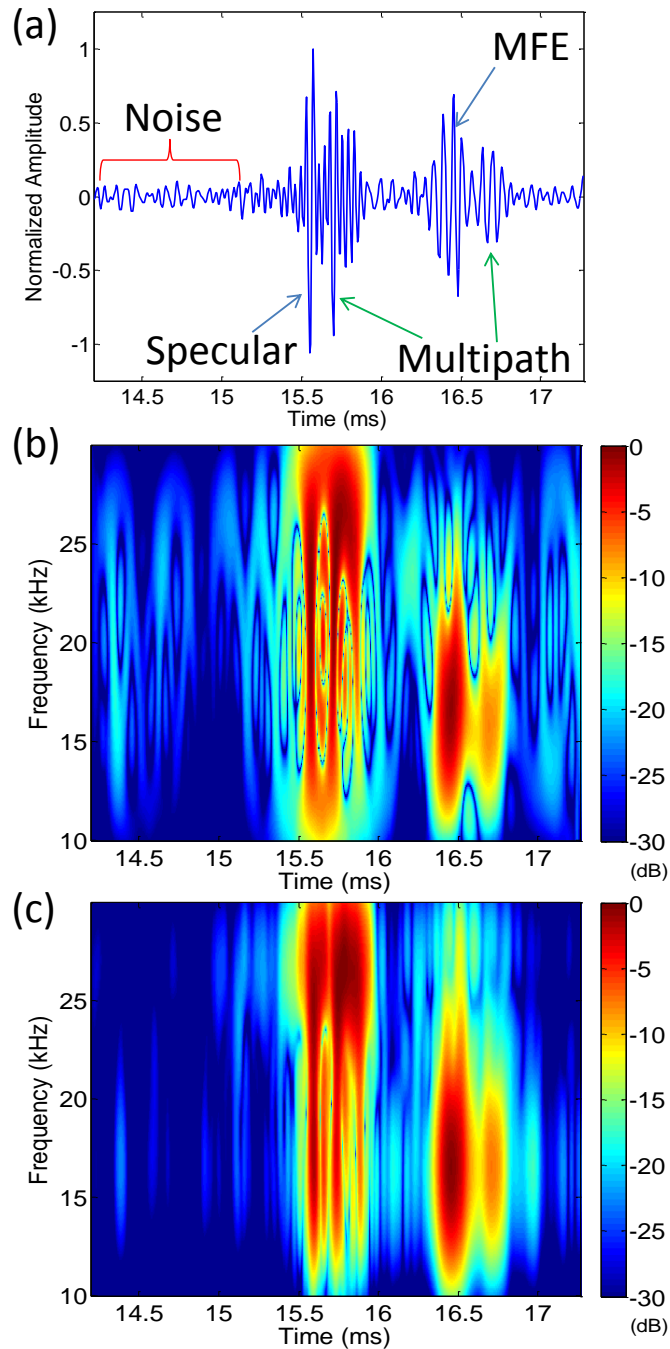 (a)
MFE
Noise
Normalized Amplitude
1
0.5
0
-0.5
-1
Specular
Multipath
14.5 15 15.5 16 16.5 17
Time (ms)
(b)
Frequency (kHz)
25
20
15
10
14.5 15 15.5 16 16.5 17
Time (ms)
0
-5
-10
-15
-20
-25
-30
(dB)
(c)
Frequency (kHz)
25
20
15
10
14.5 15 15.5 16 16.5 17
Time (ms)
0
-5
-10
-15
-20
-25
-30
(dB)